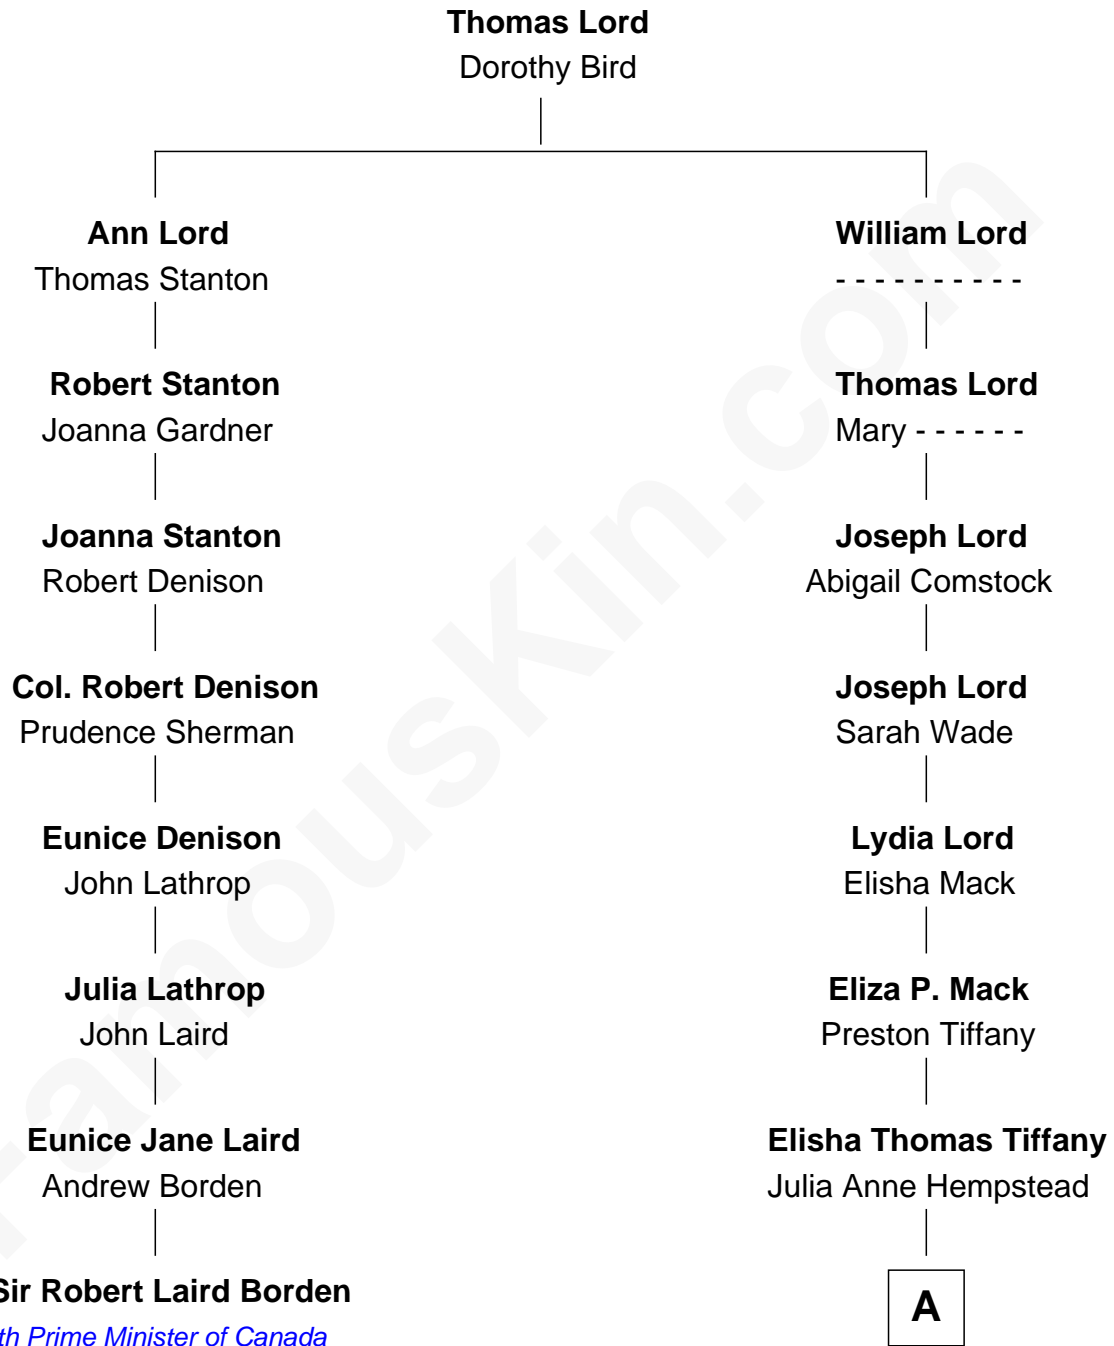 Thomas Lord
Dorothy Bird
Ann Lord
Thomas Stanton
William Lord
- - - - - - - - - -
Robert Stanton
Joanna Gardner
Thomas Lord
Mary - - - - - -
Joanna Stanton
Robert Denison
Joseph Lord
Abigail Comstock
Col. Robert Denison
Prudence Sherman
Joseph Lord
Sarah Wade
Eunice Denison
John Lathrop
Lydia Lord
Elisha Mack
Julia Lathrop
John Laird
Eliza P. Mack
Preston Tiffany
Eunice Jane Laird
Andrew Borden
Elisha Thomas Tiffany
Julia Anne Hempstead
Sir Robert Laird Borden
th Prime Minister of Canada
A
FamousKin.com